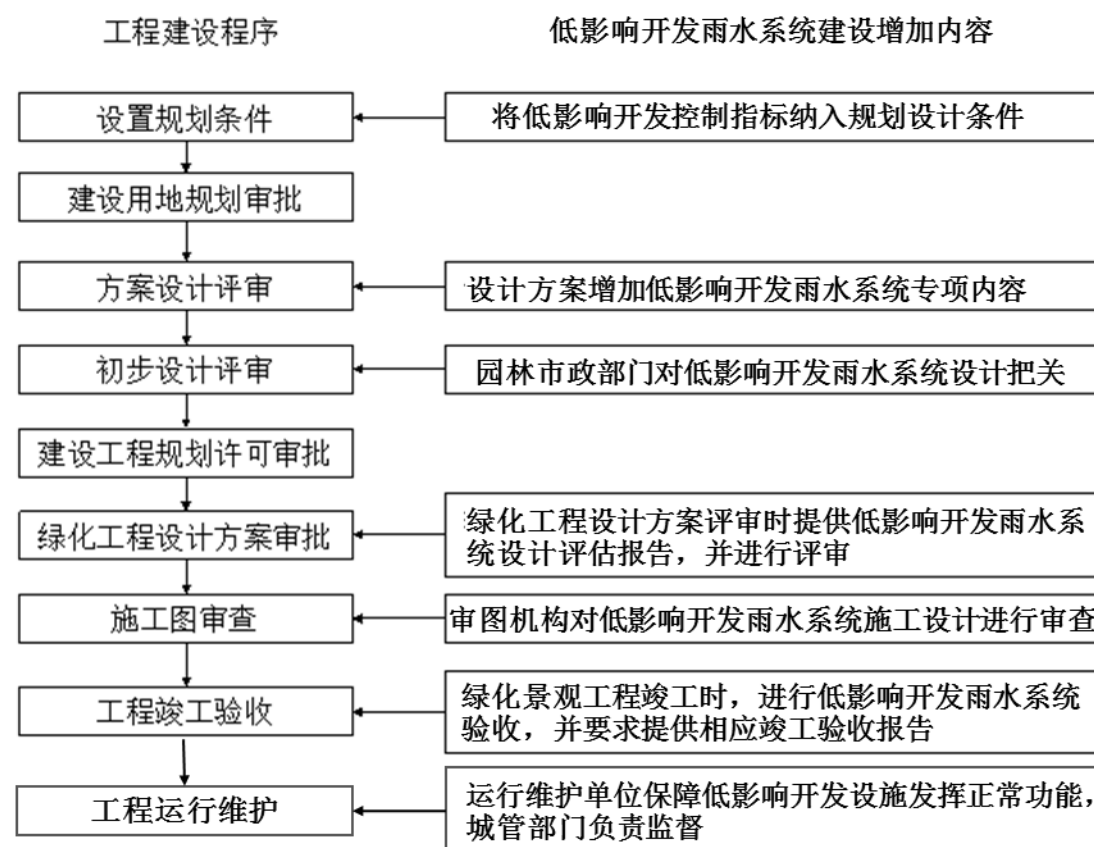 工程建设程序
低影响开发雨水系统建设增加内容
设置规划条件
将低影响开发控制指标纳入规划设计条件
建设用地规划审批
方案设计评审
设计方案增加低影响开发雨水系统专项内容
初步设计评审
园林市政部门对低影响开发雨水系统设计把关
建设工程规划许可审批
绿化工程设计方案审批
绿化工程设计方案评审时提供低影响开发雨水系
统设计评估报告，并进行评审
施工图审查
审图机构对低影响开发雨水系统施工设计进行审查
工程竣工验收
绿化景观工程竣工时，进行低影响开发雨水系统
验收，并要求提供相应竣工验收报告
工程运行维护
运行维护单位保障低影响开发设施发挥正常功能，
城管部门负责监督